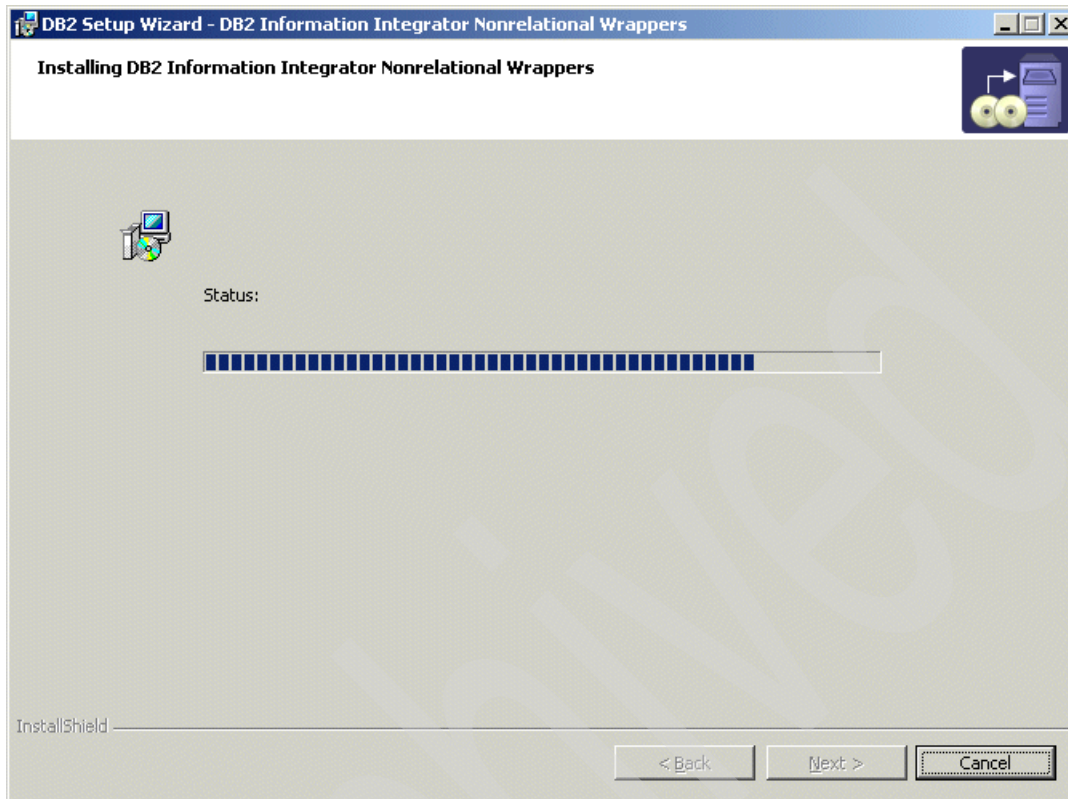 DB2 Setup Wizard - DB2 Information Integrator Nonrelational Wrappers
Installing DB2 Information Integrator Nonrelational Wrappers
Status:
InstallShield
< Back
Next >
Cancel